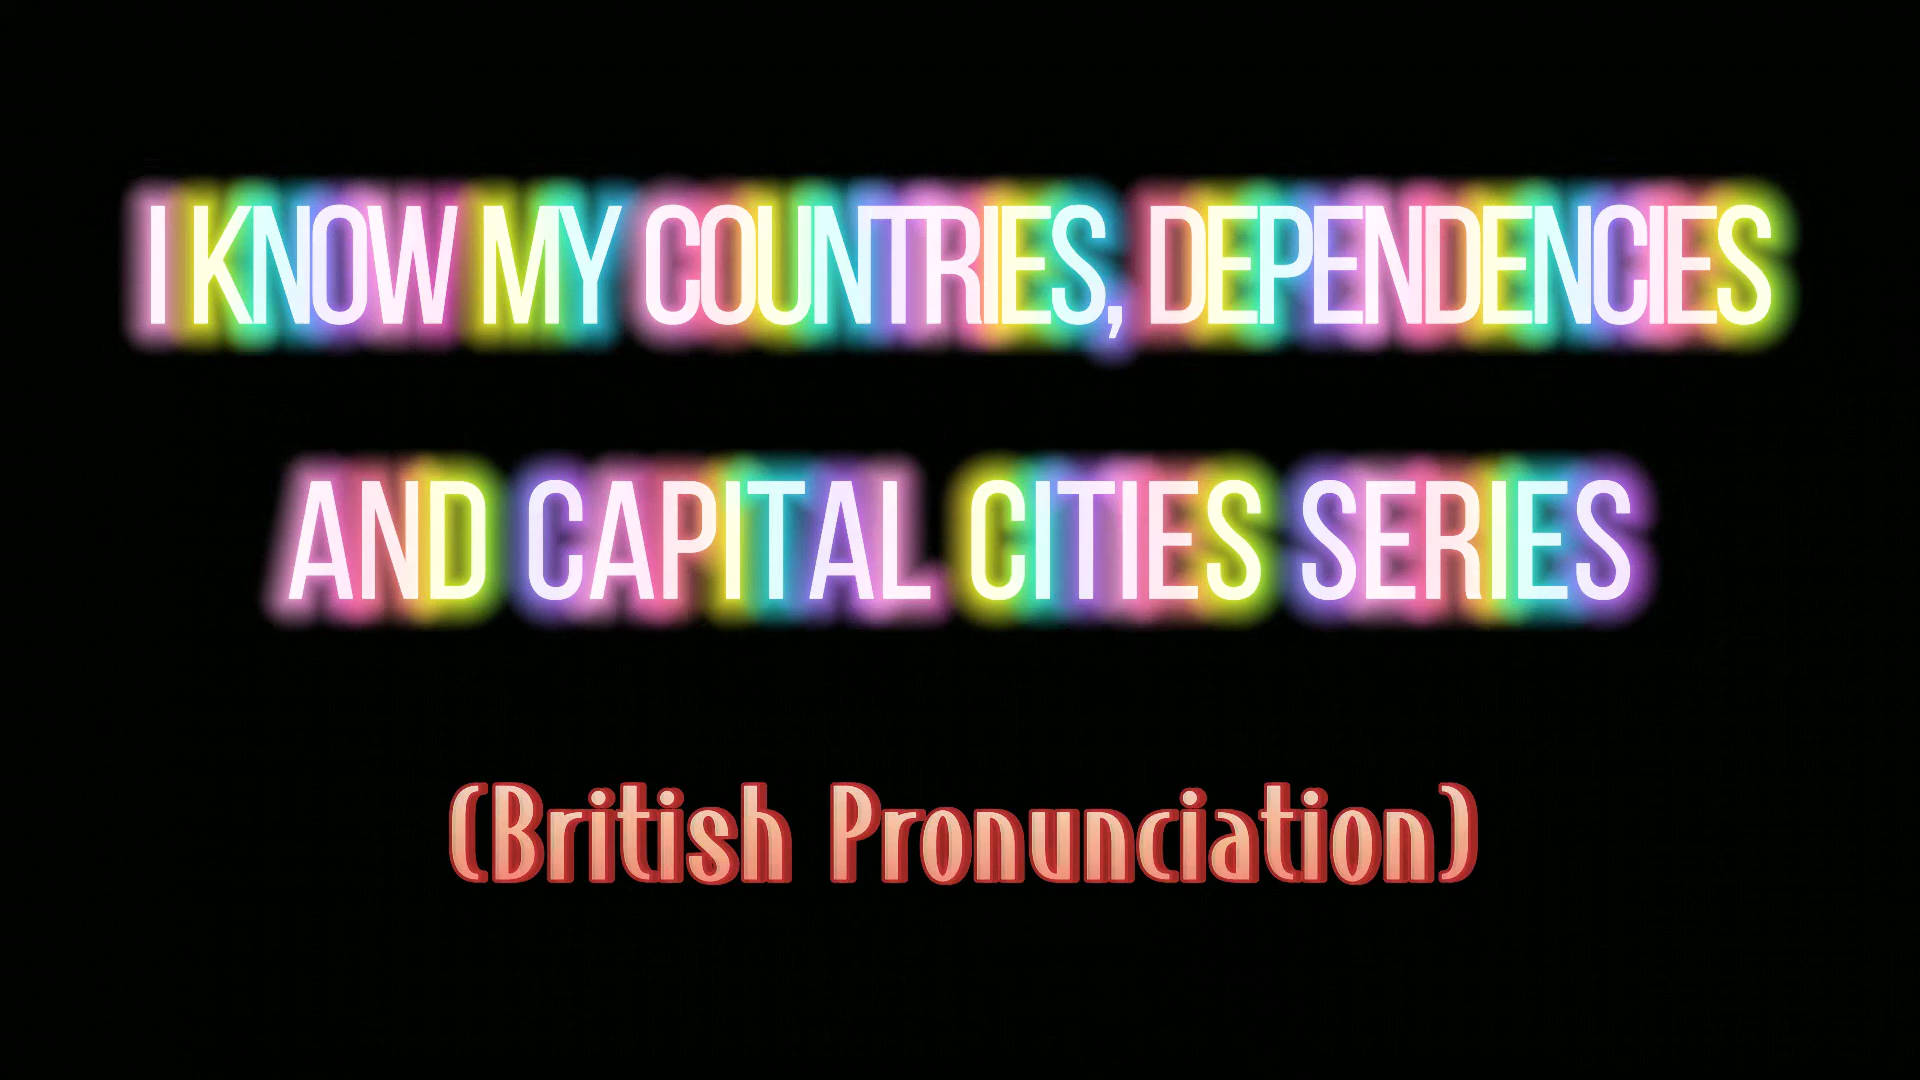 I KNOW MY COUNTRIES, DEPENDENCIES
AND CAPITAL CITIES SERIES
(British Pronunciation)